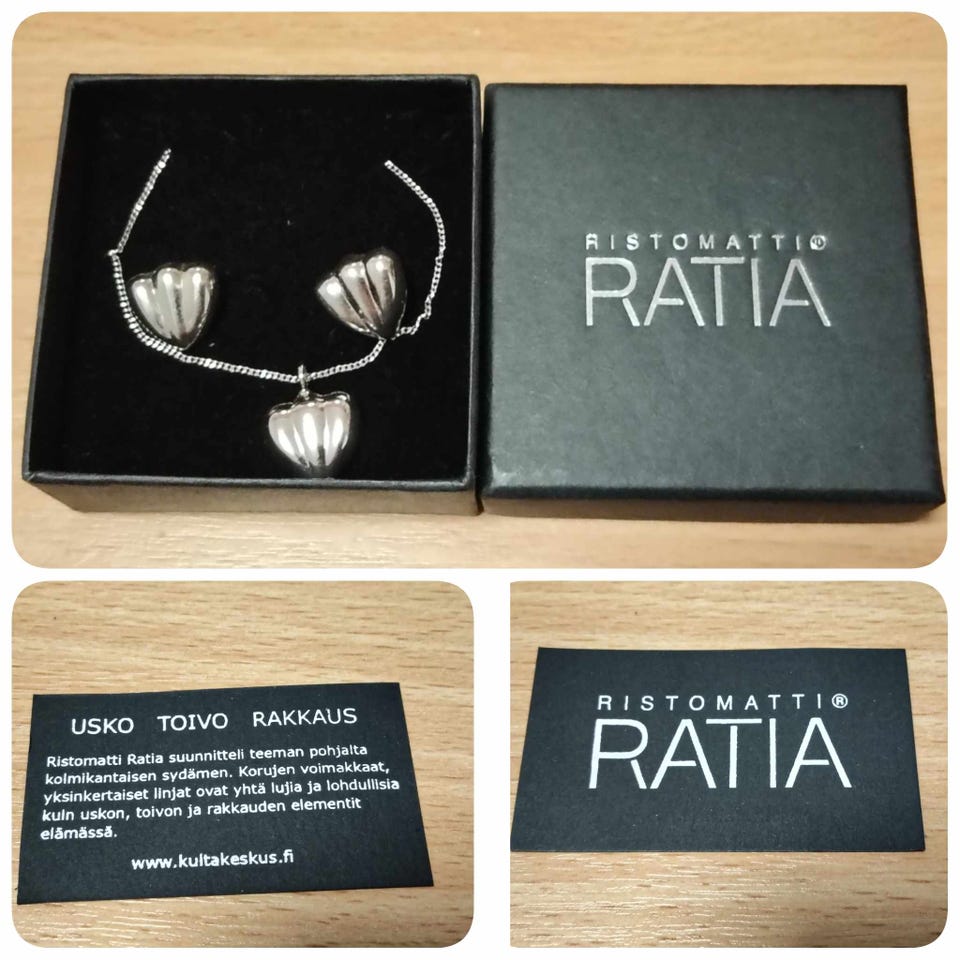 RISTOMATTI®
RATIA
USKO TOIVO RAKKAUS
Ristomatti Ratia suunnitteli teeman pohjalta
kolmikantaisen sydämen. Korujen voimakkaat,
yksinkertaiset linjat ovat yhtä lujia ja lohdullisia
kuin uskon, toivon ja rakkauden elementit
elämässä.
www.kultakeskus.fi
RISTOMATTI®
RATIA